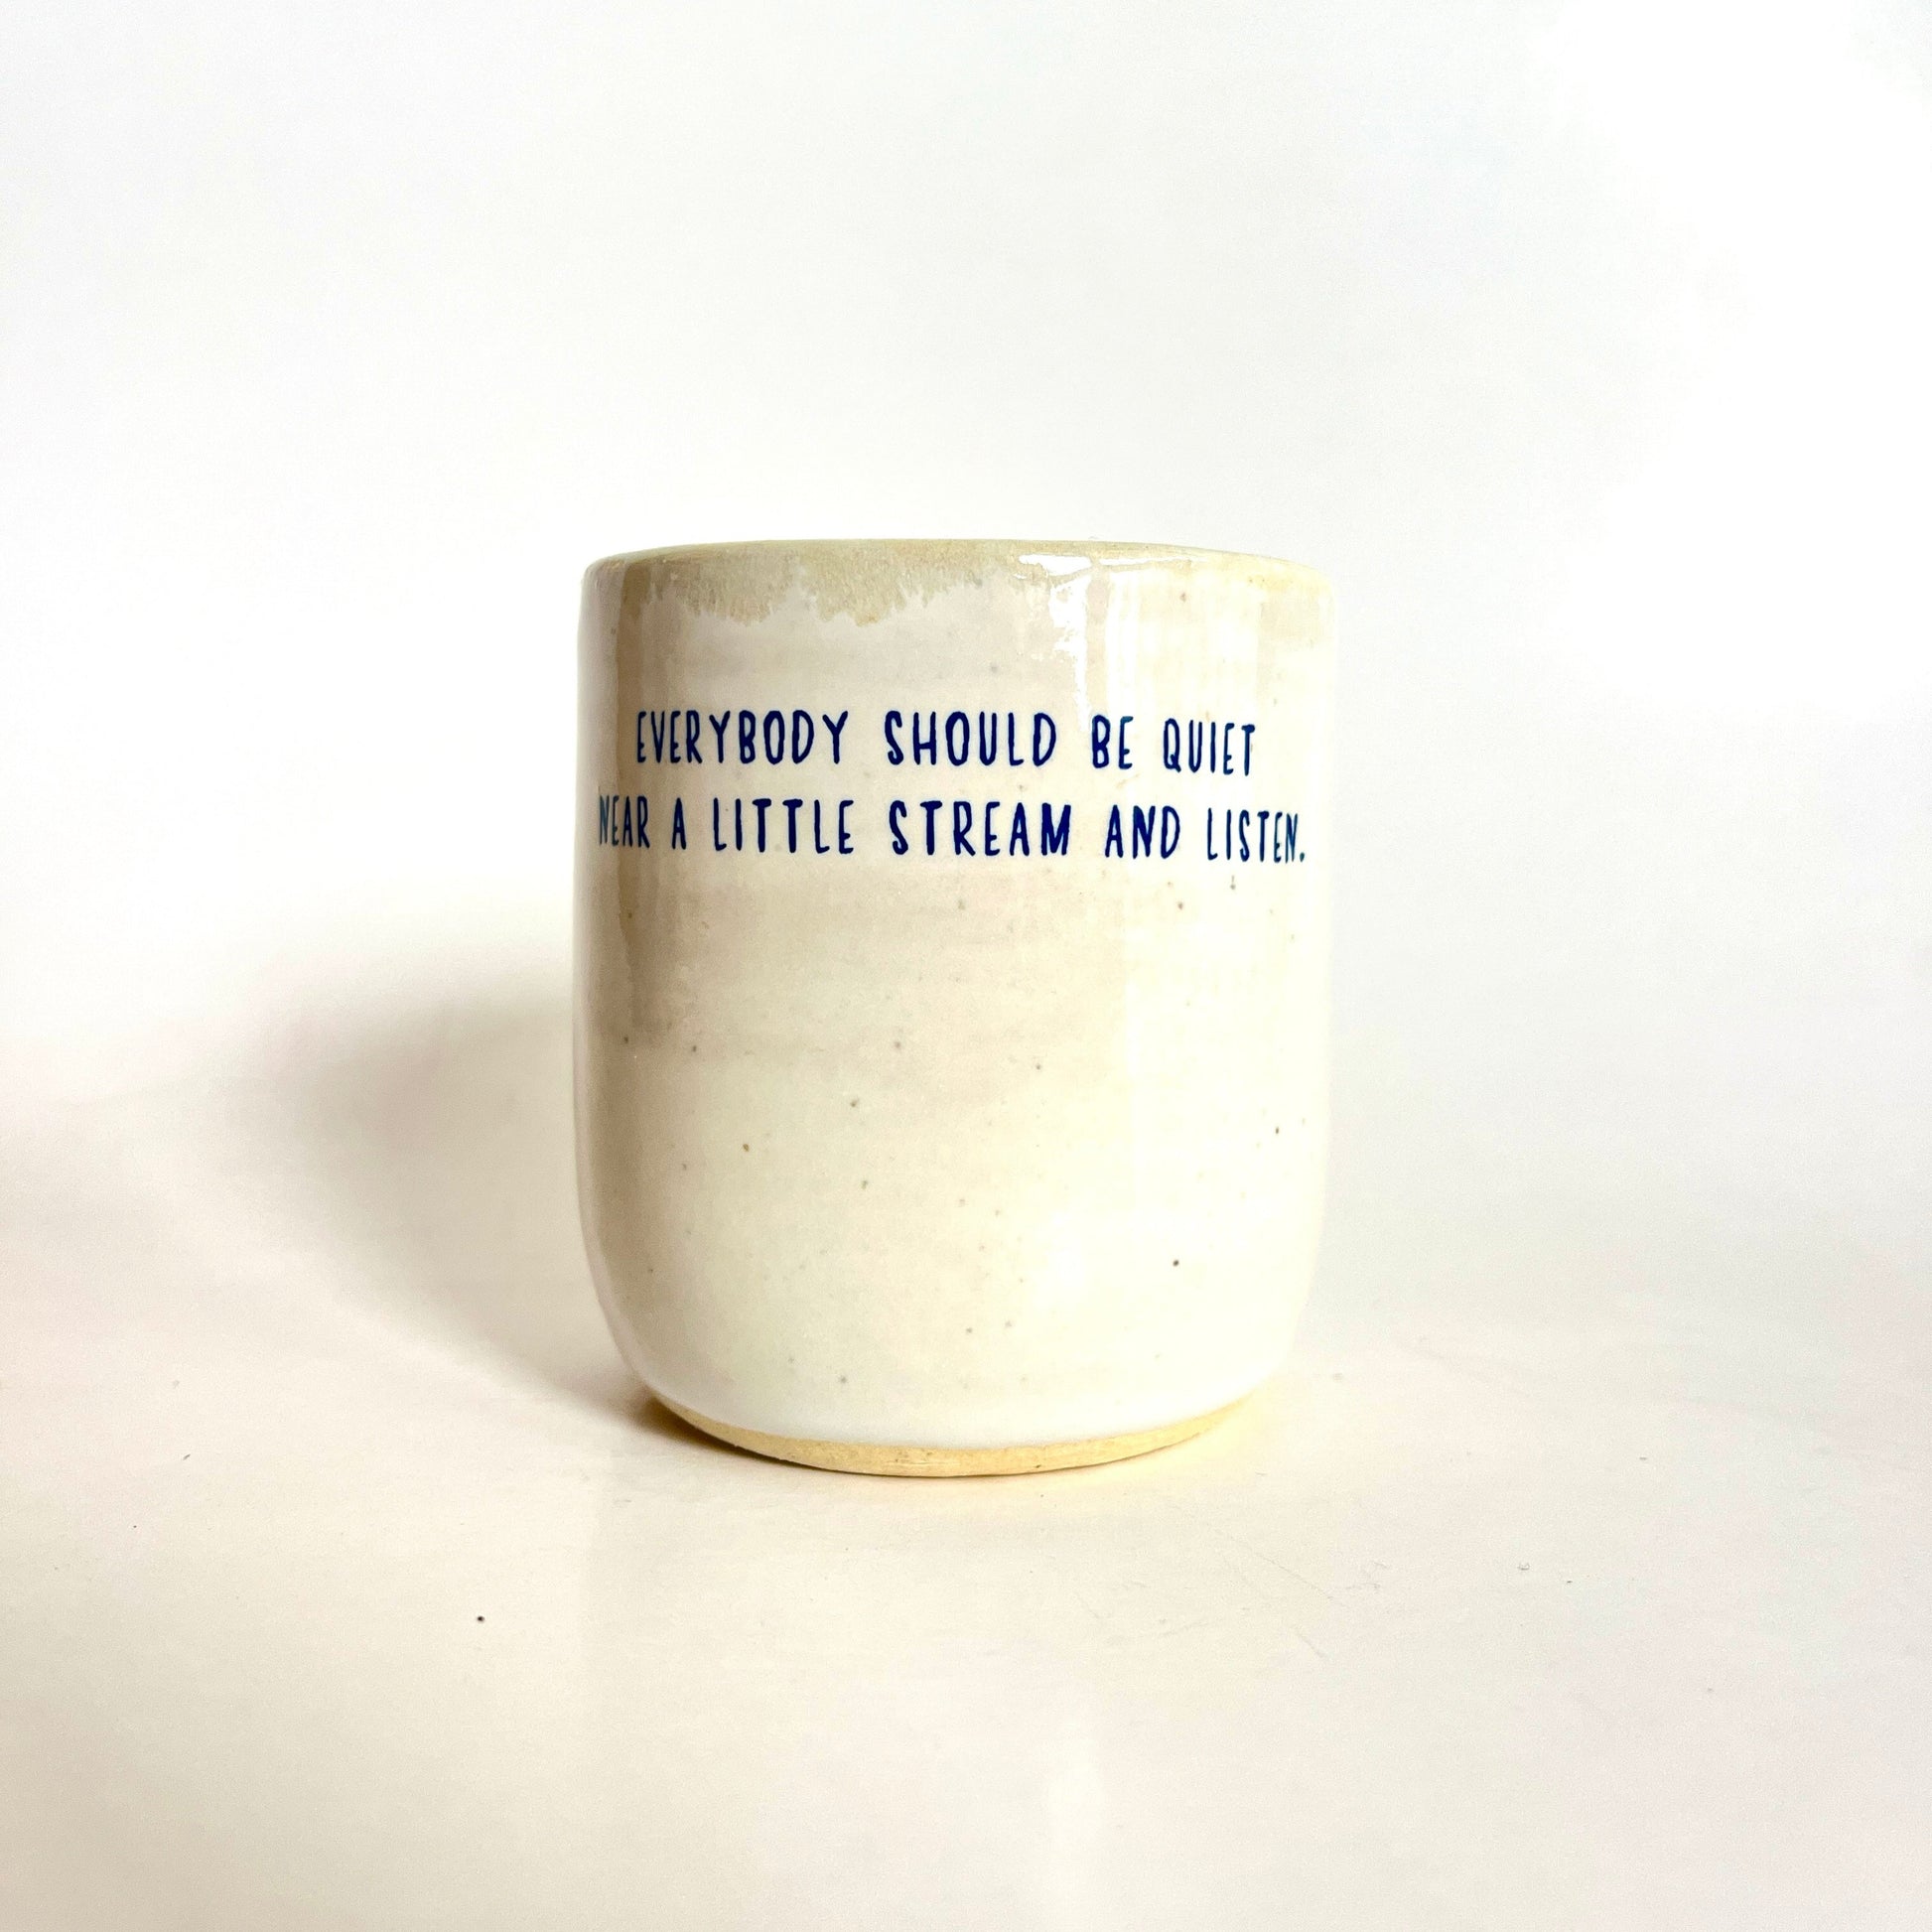 EVERYBODY SHOULD BE QUIET
NEAR A LITTLE STREAM AND LISTEN.